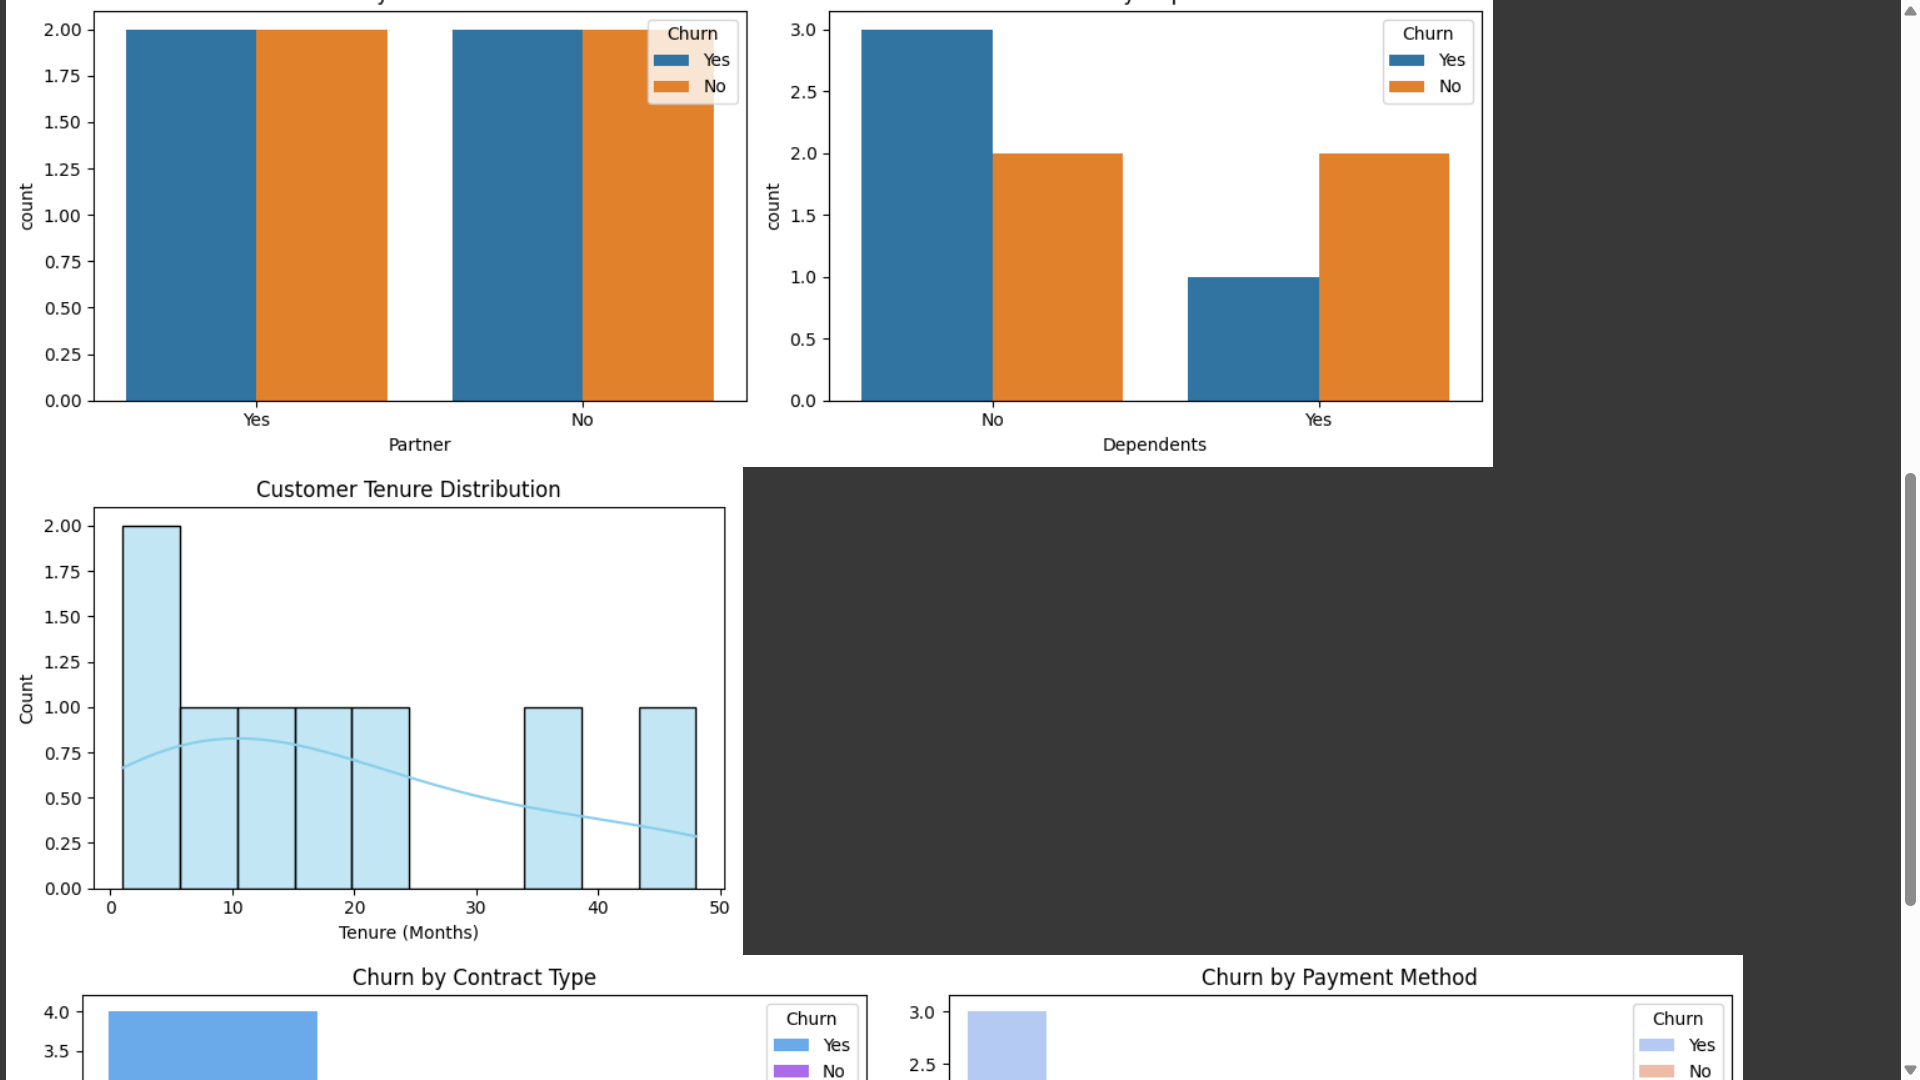 2.00
1.75
1.50
1.25
1.00
0.75
0.50
0.25
0.00
count
Churn
Yes
No
Yes No
Partner
3.0
2.5
2.0
1.5
1.0
0.5
0.0
count
Churn
Yes
No
No Yes
Dependents
Customer Tenure Distribution
2.00
1.75
1.50
1.25
1.00
0.75
0.50
0.25
0.00
Count
0 10 20 30 40 50
Tenure (Months)
Churn by Contract Type
4.0
3.5
Churn
Yes
No
Churn by Payment Method
3.0
2.5
Churn
Yes
No